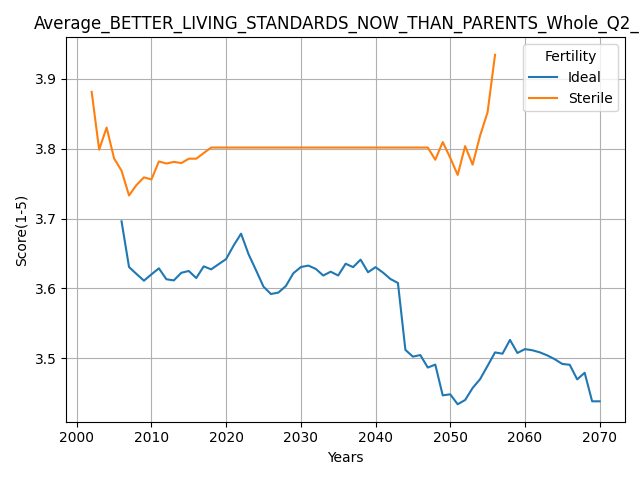 Average_BETTER_LIVING_STANDARDS_NOW_THAN_PARENTS_Whole_Q2_
Fertility
Ideal
Sterile
3.9
3.8
3.7
3.6
3.5
Score(1-5)
2000 2010 2020 2030 2040 2050 2060 2070
Years